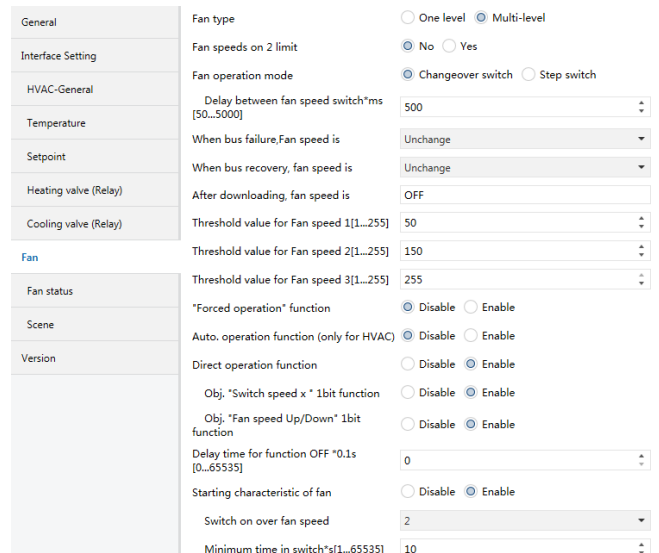 General
Interface Setting
HVAC-General
Temperature
Setpoint
Heating valve (Relay)
Cooling valve (Relay)
Fan
Fan status
Scene
Version
Fan type One level Multi-level
Fan speeds on 2 limit No Yes
Fan operation mode Changeover switch Step switch
Delay between fan speed switch*ms
[50...5000] 500
When bus failure,Fan speed is Unchange
When bus recovery, fan speed is Unchange
After downloading, fan speed is OFF
Threshold value for Fan speed 1[1...255] 50
Threshold value for Fan speed 2[1...255] 150
Threshold value for Fan speed 3[1...255] 255
"Forced operation" function Disable Enable
Auto. operation function (only for HVAC) Disable Enable
Direct operation function Disable Enable
Obj. "Switch speed x " 1bit function Disable Enable
Obj. "Fan speed Up/Down" 1bit
function Disable Enable
Delay time for function OFF *0.1s
[0...65535] 0
Starting characteristic of fan Disable Enable
Switch on over fan speed 2
Minimum time in switch*s[1...65535] 10